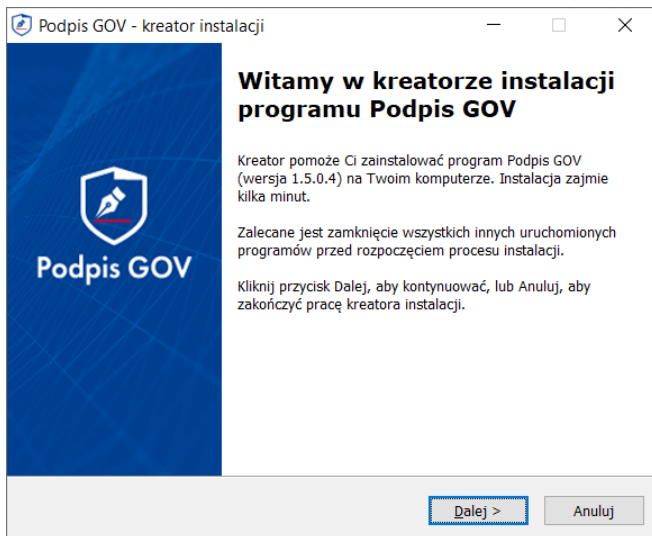 Podpis GOV - kreator instalacji
Witamy w kreatorze instalacji
programu Podpis GOV
Kreator pomoże Ci zainstalować program Podpis GOV
(wersja 1.5.0.4) na Twoim komputerze. Instalacja zajmie
kilka minut.
Zalecane jest zamknięcie wszystkich innych uruchomionych
programów przed rozpoczęciem procesu instalacji.
Kliknij przycisk Dalej, aby kontynuować, lub Anuluj, aby
zakończyć pracę kreatora instalacji.
Podpis GOV
Dalej >
Anuluj